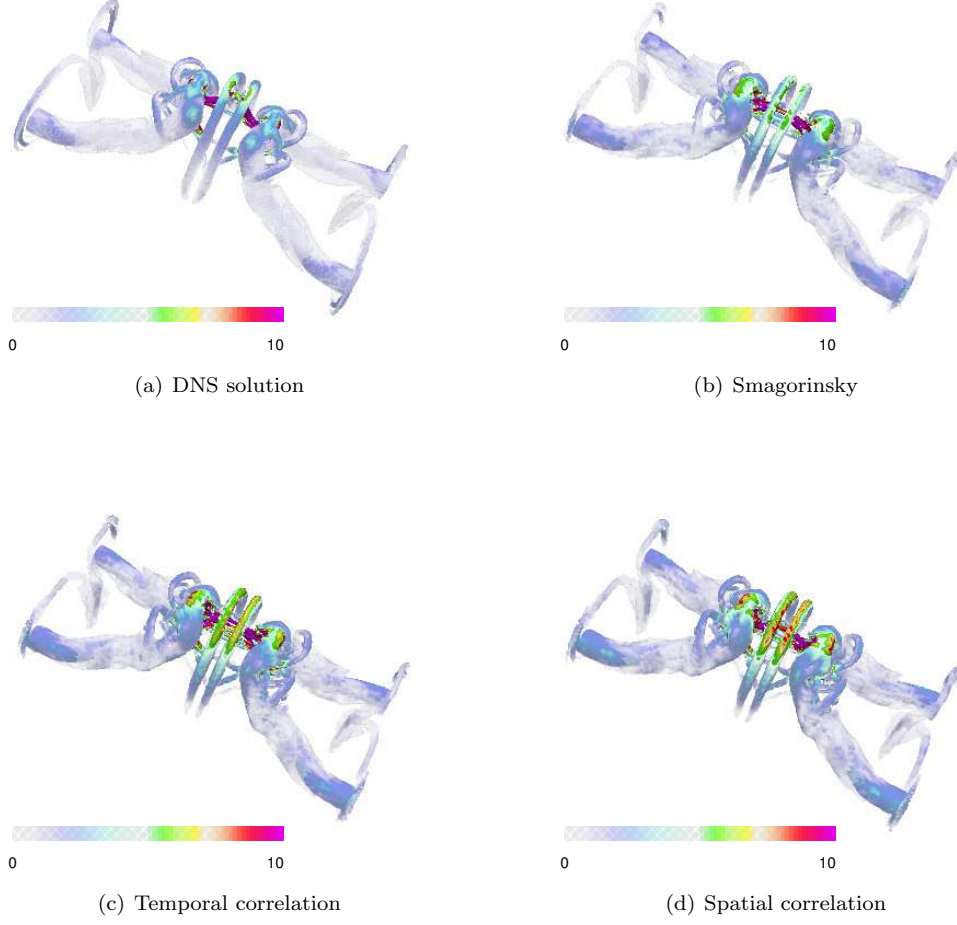 0 10
0 10
(a) DNS solution
(b) Smagorinsky
0 10
0 10
(c) Temporal correlation
(d) Spatial correlation